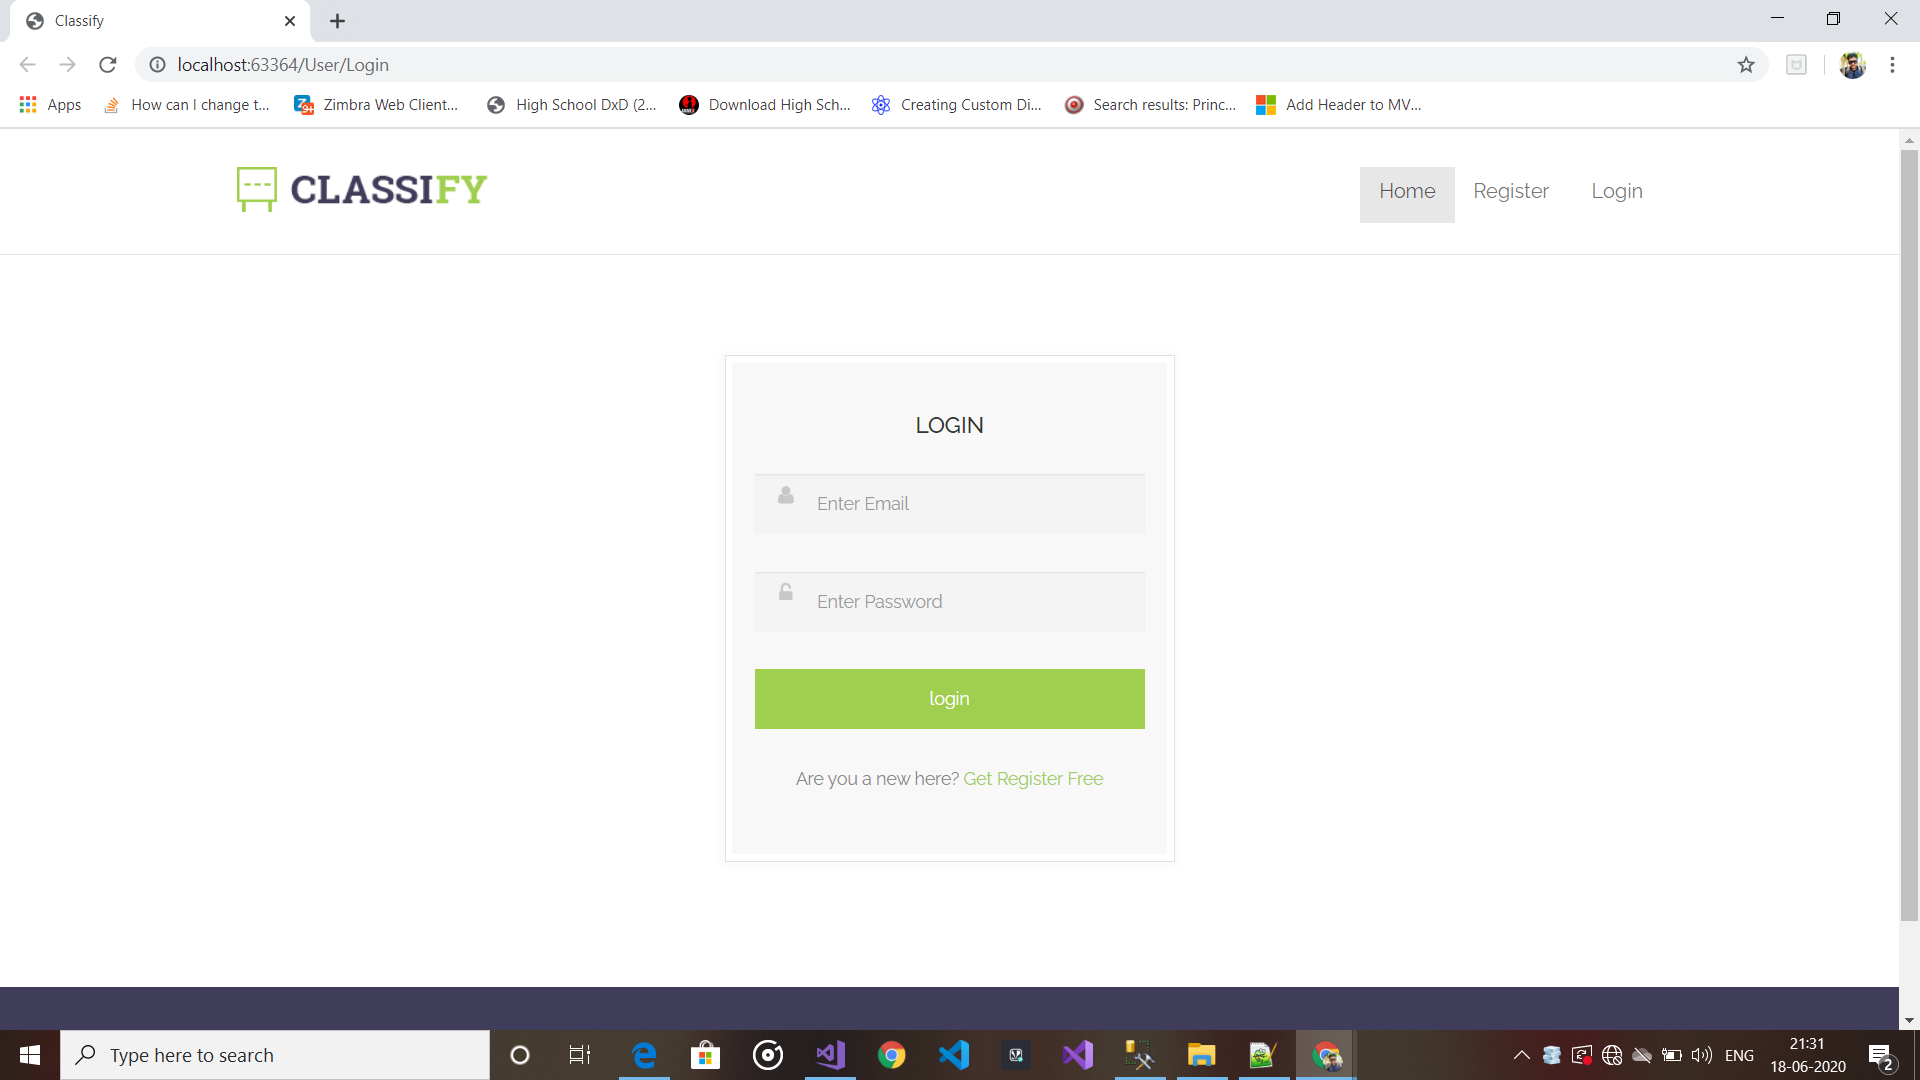 Classify
localhost:63364/User/Login
Apps How can I change t... Zimbra Web Client... High School DxD (2... Download High Sch... Creating Custom Di... Search results: Princ... Add Header to MV...
CLASSIFY
Home Register Login
LOGIN
Enter Email
Enter Password
login
Are you a new here? Get Register Free
Type here to search
ENG
21:31
18-06-2020
2